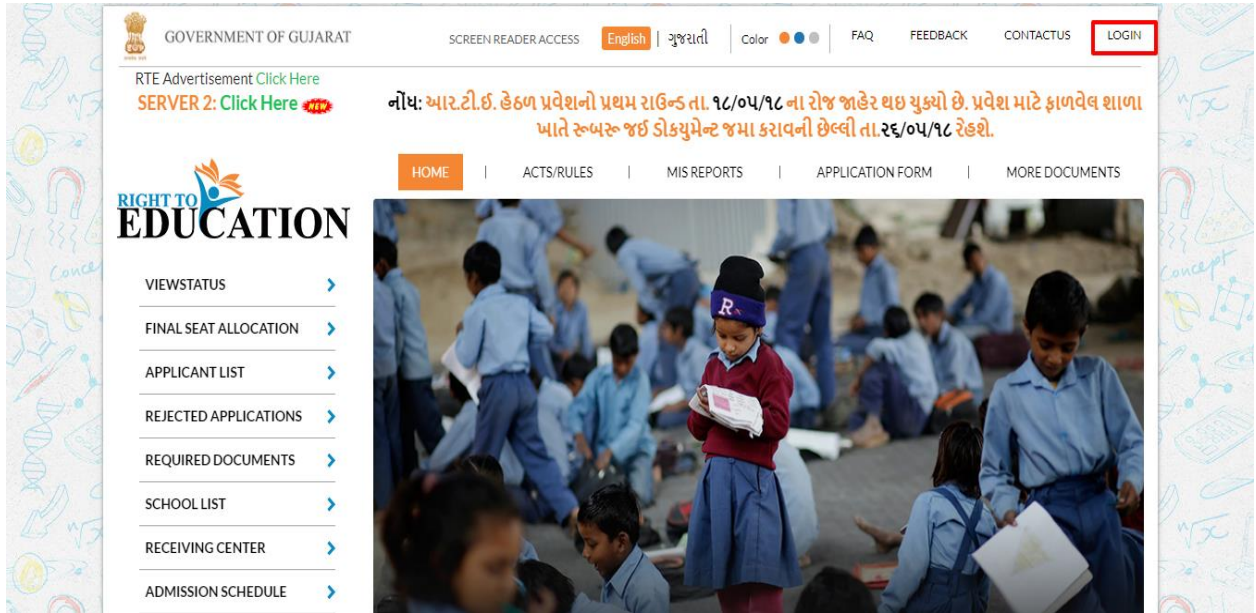 GOVERNMENT OF GUJARAT
SCREEN READER ACCESS English | ગુજરાતી Color FAQ FEEDBACK CONTACTUS LOGIN
RTE Advertisement Click Here
SERVER 2: Click Here NEW
નોંધ: આર.ટી.ઈ. હેઠળ પ્રવેશનો પ્રથમ રાઉન્ડ તા. ૧૮/૦૫/૧૮ ના રોજ જાહેર થઇ ચુક્યો છે. પ્રવેશ માટે ફાળવેલ શાળા
ખાતે રૂબરૂ જઈ ડોકયુમેન્ટ જમા કરાવની છેલ્લી તા.૨૬/૦૫/૧૮ રેહશે.
HOME | ACTS/RULES | MIS REPORTS | APPLICATION FORM | MORE DOCUMENTS
RIGHT TO
EDUCATION
VIEWSTATUS
FINAL SEAT ALLOCATION
APPLICANT LIST
REJECTED APPLICATIONS
REQUIRED DOCUMENTS
SCHOOL LIST
RECEIVING CENTER
ADMISSION SCHEDULE
R
Concept
concept